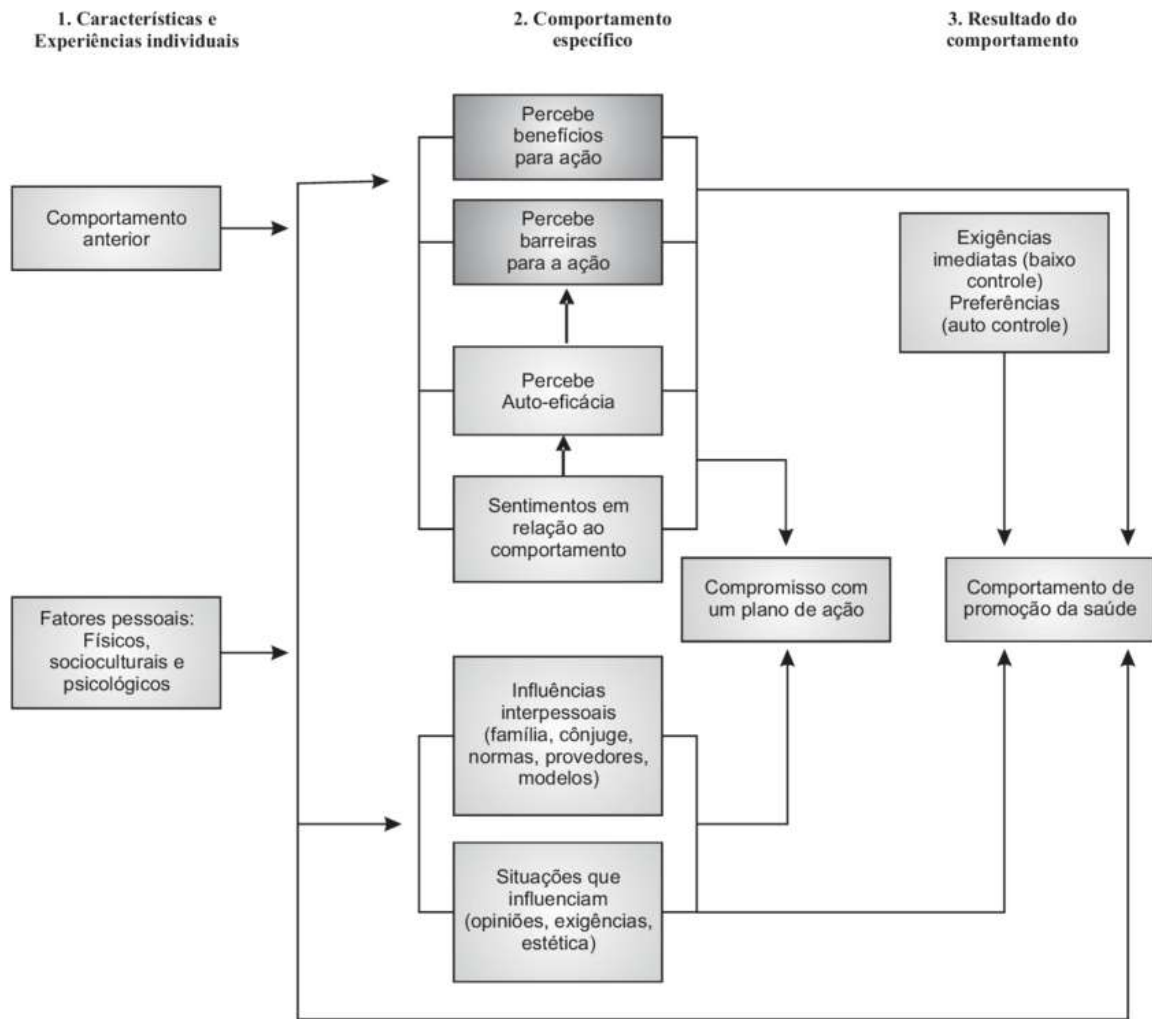 1. Características e
Experiências individuais
2. Comportamento
específico
3. Resultado do
comportamento
Percebe
benefícios
para ação
Comportamento
anterior
Percebe
barreiras
para a ação
Exigências
imediatas (baixo
controle)
Preferências
(auto controle)
Percebe
Auto-eficácia
Sentimentos em
relação ao
comportamento
Compromisso com
um plano de ação
Comportamento de
promoção da saúde
Fatores pessoais:
Físicos,
socioculturais e
psicológicos
Influências
interpessoais
(família, cônjuge,
normas, provedores,
modelos)
Situações que
influenciam
(opiniões, exigências,
estética)